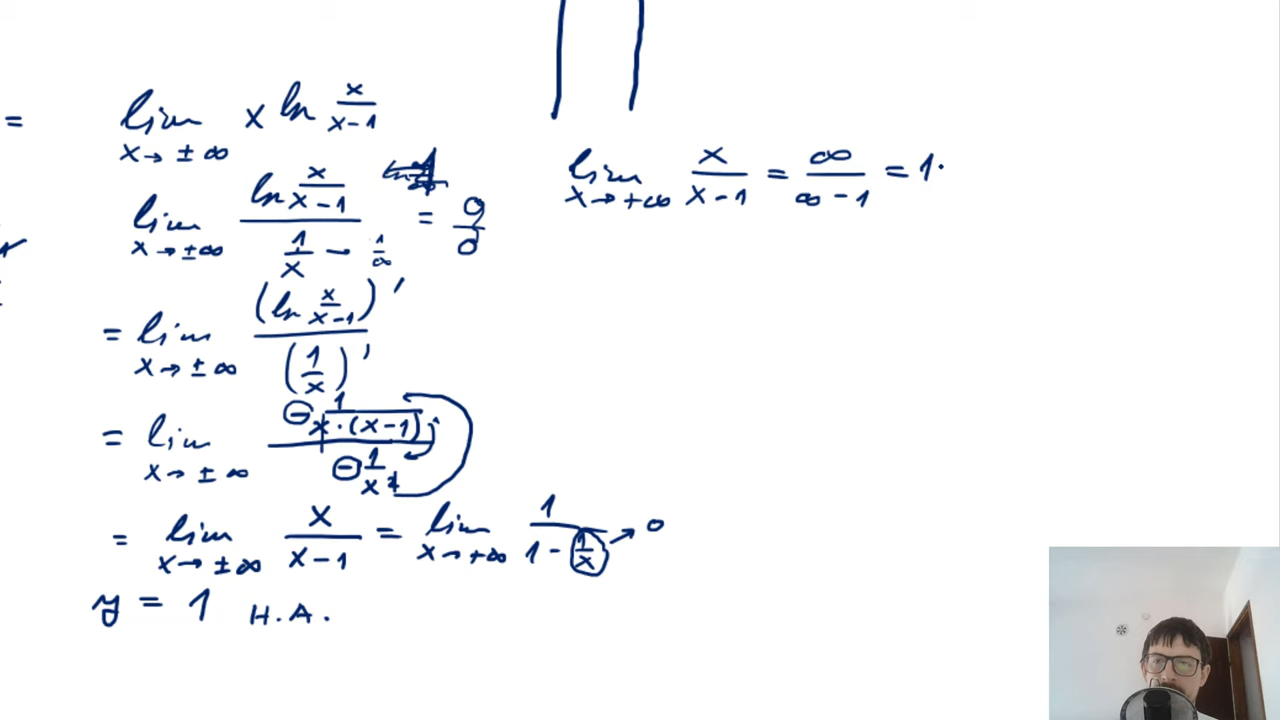 = lim x→±∞ x ln x/(x-1)
lim x→±∞ (ln x/(x-1))/(1/x) - 1/∞ = 0/0
= lim x→±∞ (ln x/(x-1))'/(1/x)'
= lim x→±∞ (-1/(x·(x-1)))/(-1/x²)
= lim x→±∞ x/(x-1) = lim x→+∞ 1/(1-1/x) → 0
y = 1 H.A.
lim x→+∞ x/(x-1) = ∞/(∞-1) = 1.